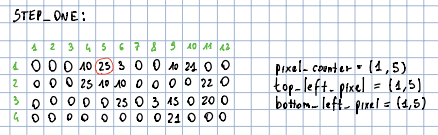 STEP_ONE:
1 2 3 4 5 6 7 8 9 10 11 12
1 0 0 0 10 25 3 0 0 10 21 0 0
2 0 0 0 25 10 10 0 0 0 0 22 0
3 0 0 0 0 0 25 0 3 15 0 20 0
4 0 0 0 0 0 0 0 0 21 0 0 0
pixel_counter = (1,5)
top_left_pixel = (1,5)
bottom_left_pixel = (1,5)